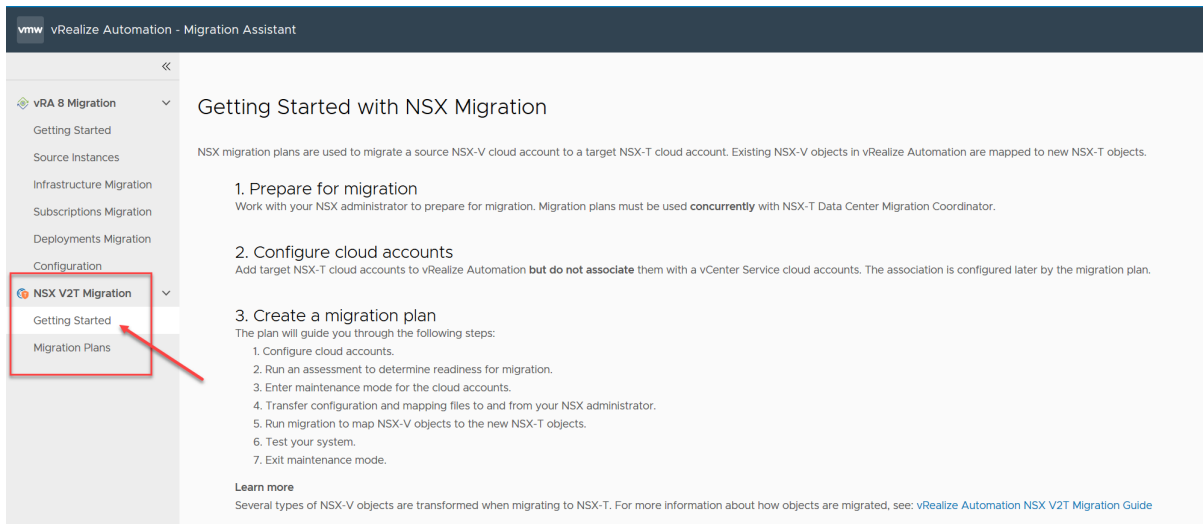 vmw vRealize Automation - Migration Assistant
vRA 8 Migration
Getting Started
Source Instances
Infrastructure Migration
Subscriptions Migration
Deployments Migration
Configuration
NSX V2T Migration
Getting Started
Migration Plans
Getting Started with NSX Migration
NSX migration plans are used to migrate a source NSX-V cloud account to a target NSX-T cloud account. Existing NSX-V objects in vRealize Automation are mapped to new NSX-T objects.
1. Prepare for migration
Work with your NSX administrator to prepare for migration. Migration plans must be used concurrently with NSX-T Data Center Migration Coordinator.
2. Configure cloud accounts
Add target NSX-T cloud accounts to vRealize Automation but do not associate them with a vCenter Service cloud accounts. The association is configured later by the migration plan.
3. Create a migration plan
The plan will guide you through the following steps:
1. Configure cloud accounts.
2. Run an assessment to determine readiness for migration.
3. Enter maintenance mode for the cloud accounts.
4. Transfer configuration and mapping files to and from your NSX administrator.
5. Run migration to map NSX-V objects to the new NSX-T objects.
6. Test your system.
7. Exit maintenance mode.
Learn more
Several types of NSX-V objects are transformed when migrating to NSX-T. For more information about how objects are migrated, see: vRealize Automation NSX V2T Migration Guide